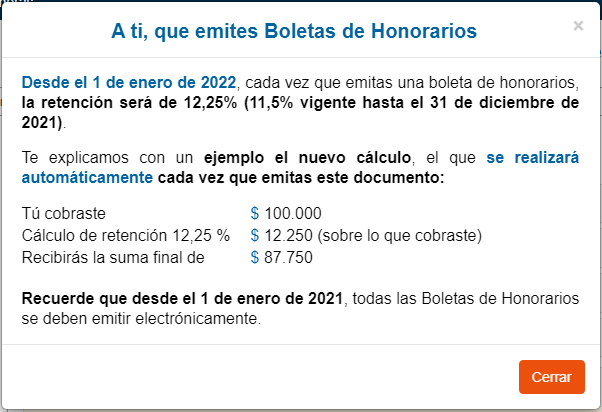 A ti, que emites Boletas de Honorarios
×
Desde el 1 de enero de 2022, cada vez que emitas una boleta de honorarios,
la retención será de 12,25% (11,5% vigente hasta el 31 de diciembre de
2021).
Te explicamos con un ejemplo el nuevo cálculo, el que se realizará
automáticamente cada vez que emitas este documento:
Tú cobraste $ 100.000
Cálculo de retención 12,25 % $ 12.250 (sobre lo que cobraste)
Recibirás la suma final de $ 87.750
Recuerde que desde el 1 de enero de 2021, todas las Boletas de Honorarios
se deben emitir electrónicamente.
Cerrar